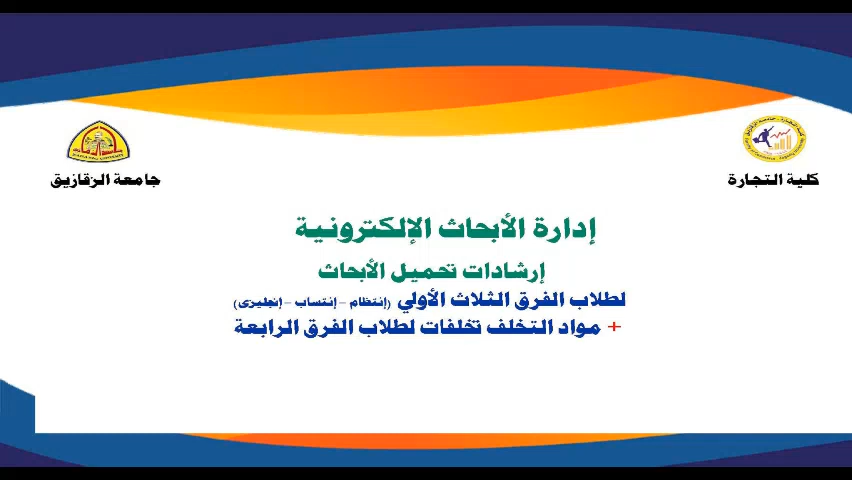 كلية التجارة
جامعة الزقازيق
إدارة الأبحاث الإلكترونية
إرشادات تحميل الأبحاث
لطلاب الفرق الثلاث الأولي (إنتظام – إنتساب – إنجليزى)
+ مواد التخلف تخلفات لطلاب الفرق الرابعة